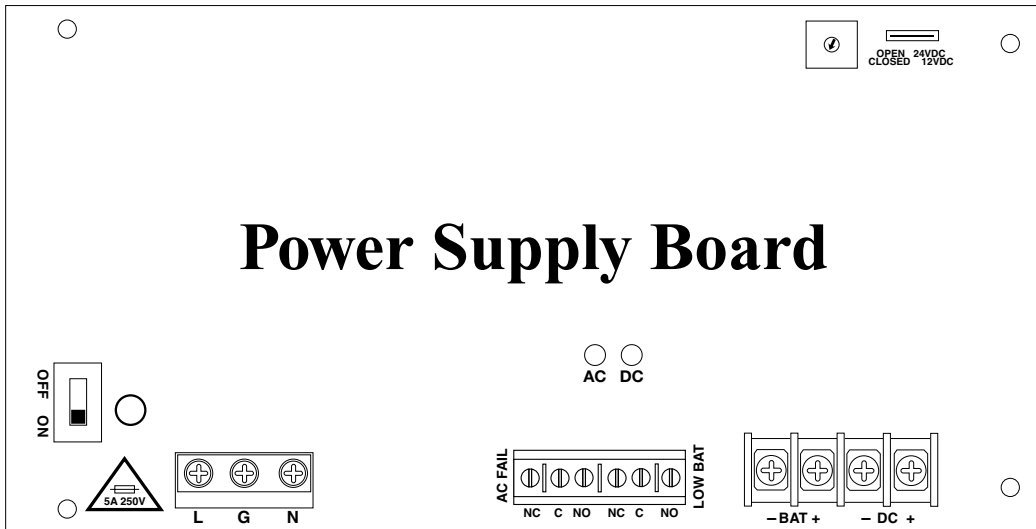 OPEN 24VDC
CLOSED 12VDC
Power Supply Board
AC DC
OFF ON
5A 250V
L G N
AC FAIL
LOW BAT
NC C NO NC C NO
– BAT + – DC +